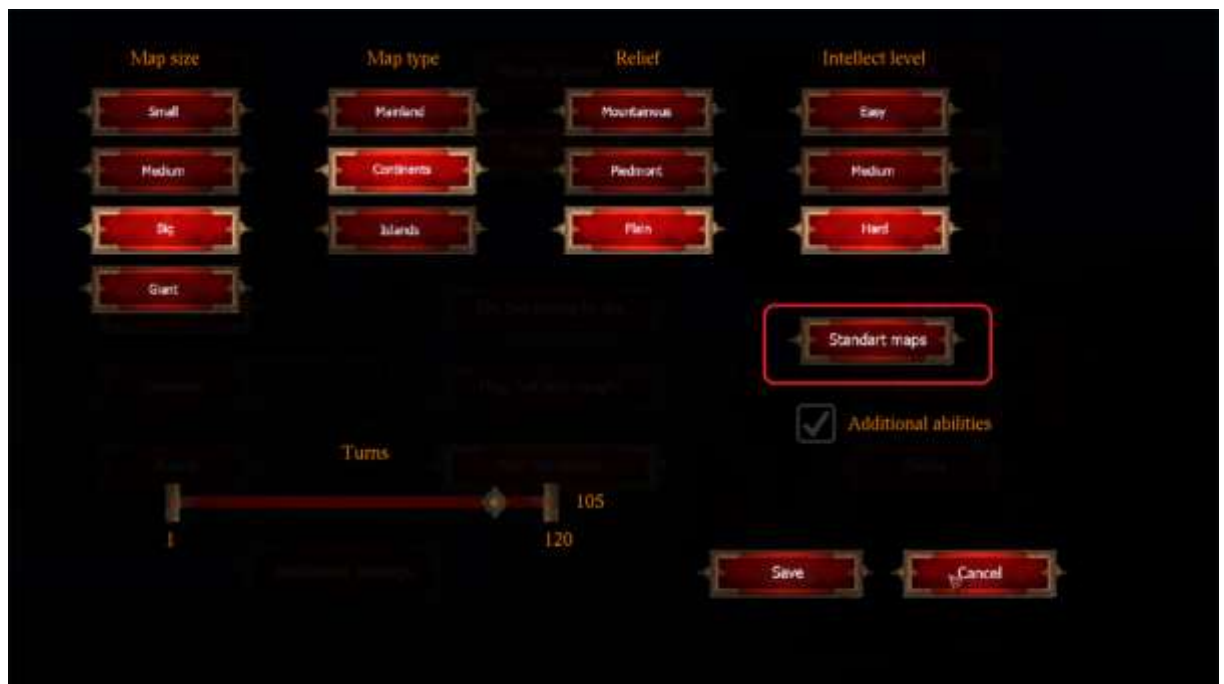 Map size
Map type
Relief
Intellect level
Small
Mainland
Mountainous
Easy
Medium
Continents
Piedmont
Medium
Big
Islands
Plain
Hard
Giant
Standart maps
Additional abilities
Turns
105
1
120
Save
Cancel